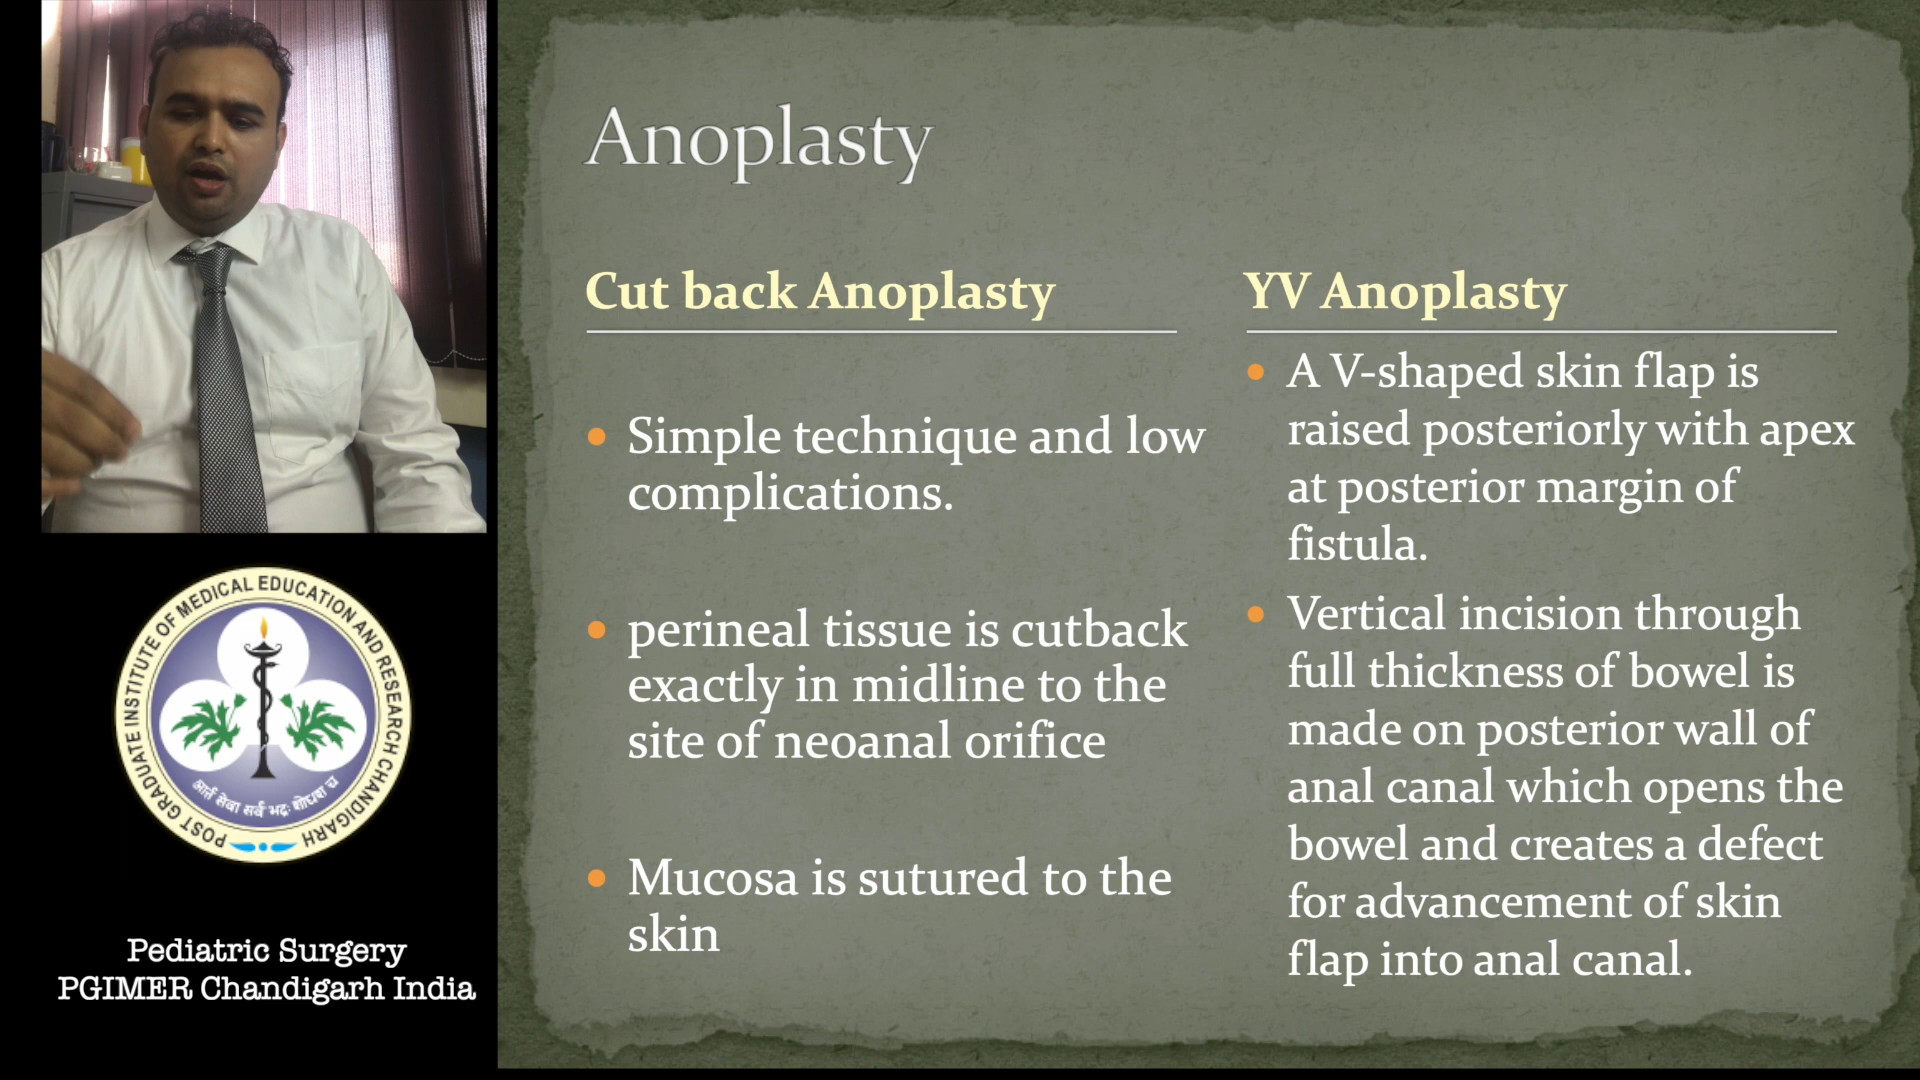 Anoplasty
Cut back Anoplasty
Simple technique and low
complications.
perineal tissue is cutback
exactly in midline to the
site of neoanal orifice
Mucosa is sutured to the
skin
YV Anoplasty
A V-shaped skin flap is
raised posteriorly with apex
at posterior margin of
fistula.
Vertical incision through
full thickness of bowel is
made on posterior wall of
anal canal which opens the
bowel and creates a defect
for advancement of skin
flap into anal canal.
POST GRADUATE INSTITUTE OF MEDICAL EDUCATION AND RESEARCH CHANDIGARH
आर्त सेवा सर्व भद्रः शोधश्च
Pediatric Surgery
PGIMER Chandigarh India